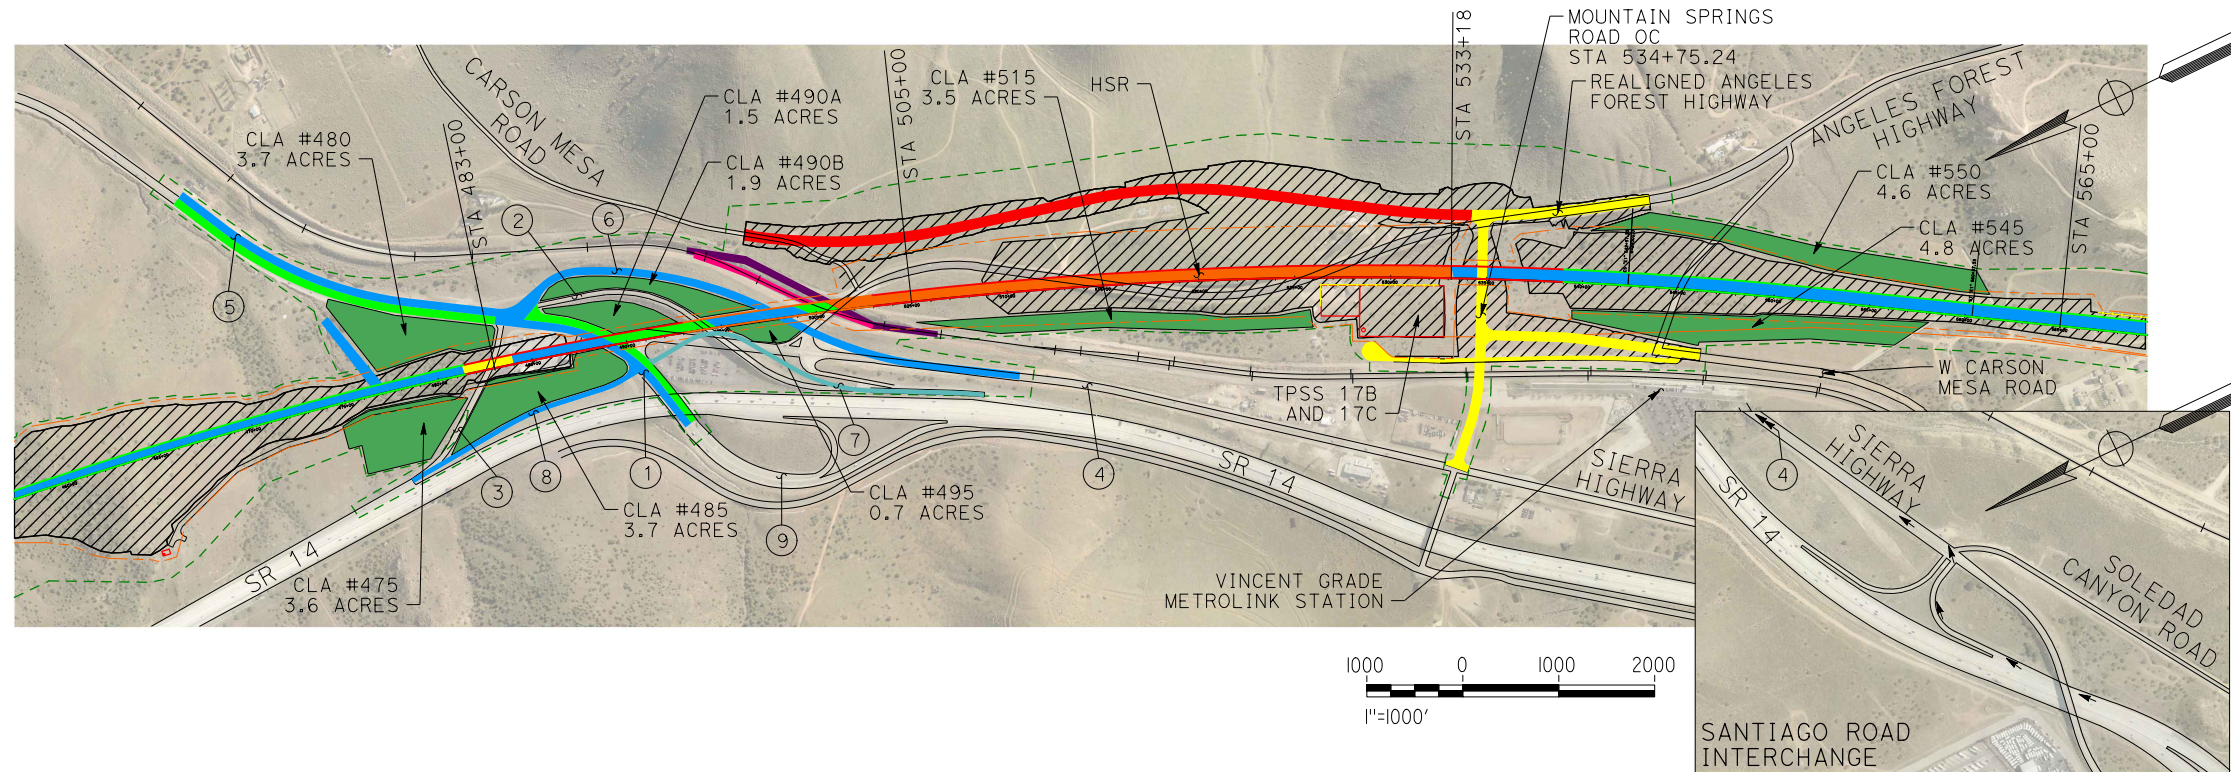 MOUNTAIN SPRINGS
ROAD OC
STA 534+75.24
REALIGNED ANGELES
FOREST HIGHWAY
STA 533+18
HSR
CLA #515
3.5 ACRES
STA 505+00
CARSON MESA
ROAD
CLA #490A
1.5 ACRES
CLA #480
3.7 ACRES
STA 483+00
CLA #490B
1.9 ACRES
ANGELES FOREST
HIGHWAY
CLA #550
4.6 ACRES
STA 565+00
CLA #545
4.8 ACRES
2
6
5
W CARSON
MESA ROAD
TPSS 17B
AND 17C
7
3
8
1
9
4
CLA #495
0.7 ACRES
CLA #485
3.7 ACRES
SR 14
SIERRA
HIGHWAY
SR 14
CLA #475
3.6 ACRES
VINCENT GRADE
METROLINK STATION
4
SIERRA
HIGHWAY
SR 14
SOLEDAD
CANYON ROAD
SANTIAGO ROAD
INTERCHANGE
1000 0 1000 2000
1"=1000'